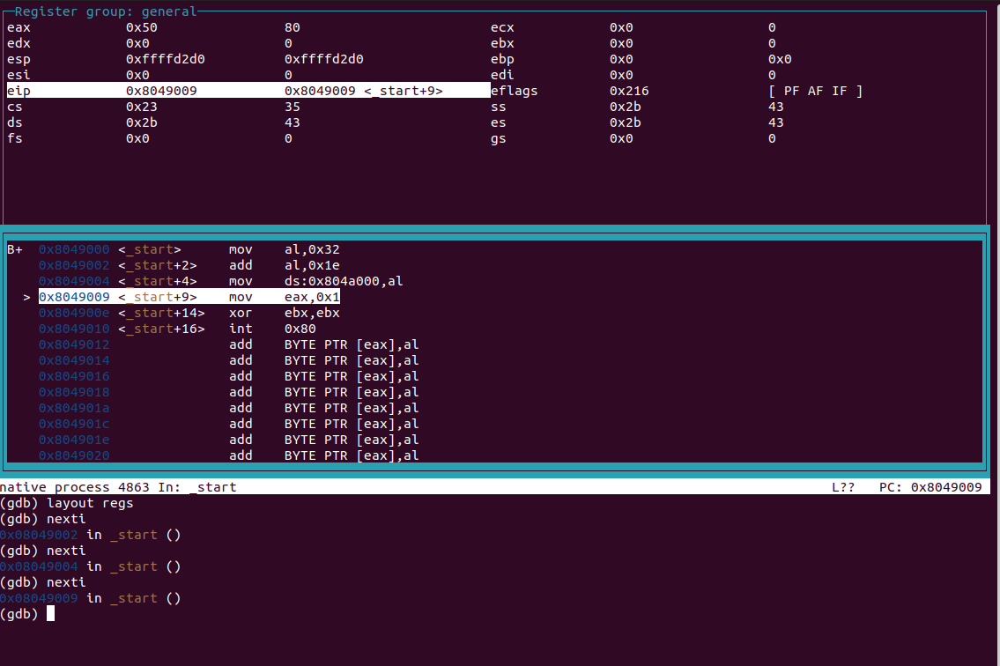 Register group: general
eax 0x50 80 ecx 0x0 0
edx 0x0 0 ebx 0x0 0
esp 0xffffd2d0 0xffffd2d0 ebp 0x0 0x0
esi 0x0 0 edi 0x0 0
eip 0x8049009 0x8049009 <_start+9> eflags 0x216 [ PF AF IF ]
cs 0x23 35 ss 0x2b 43
ds 0x2b 43 es 0x2b 43
fs 0x0 0 gs 0x0 0
B+ 0x8049000 <_start> mov al,0x32
0x8049002 <_start+2> add al,0x1e
0x8049004 <_start+4> mov ds:0x804a000,al
> 0x8049009 <_start+9> mov eax,0x1
0x804900e <_start+14> xor ebx,ebx
0x8049010 <_start+16> int 0x80
0x8049012 add BYTE PTR [eax],al
0x8049014 add BYTE PTR [eax],al
0x8049016 add BYTE PTR [eax],al
0x8049018 add BYTE PTR [eax],al
0x804901a add BYTE PTR [eax],al
0x804901c add BYTE PTR [eax],al
0x804901e add BYTE PTR [eax],al
0x8049020 add BYTE PTR [eax],al
native process 4863 In: _start L?? PC: 0x8049009
(gdb) layout regs
(gdb) nexti
0x08049002 in _start ()
(gdb) nexti
0x08049004 in _start ()
(gdb) nexti
0x08049009 in _start ()
(gdb)